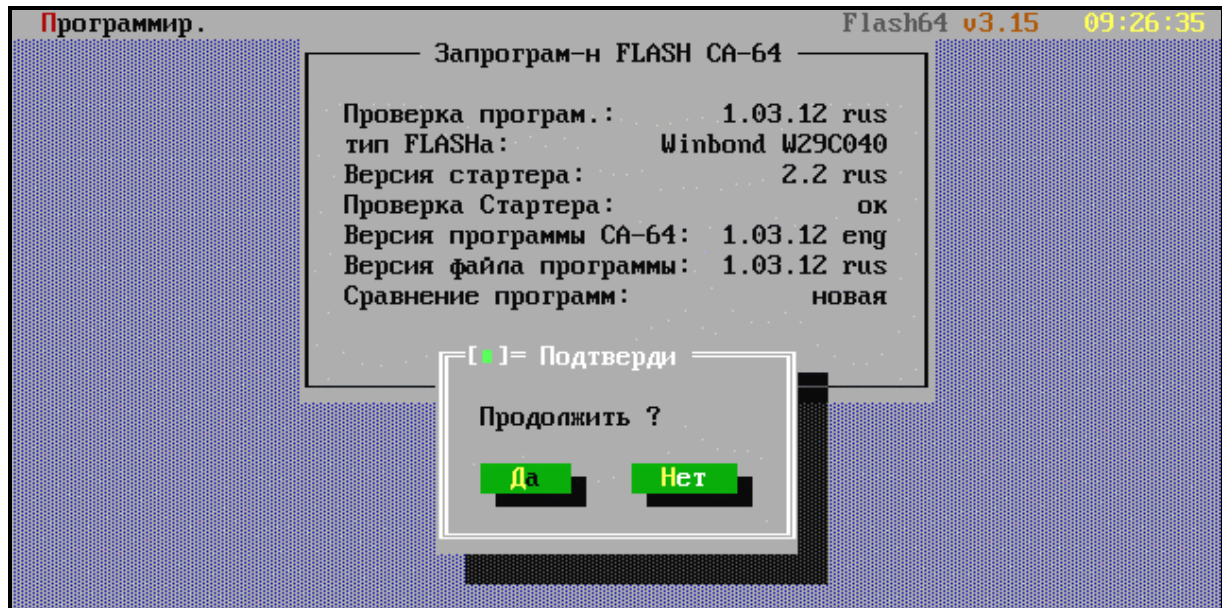 Программир. Flash64 v3.15 09:26:35
Запрограм-н FLASH CA-64
Проверка програм.: 1.03.12 rus
тип FLASHа: Winbond W29C040
Версия стартера: 2.2 rus
Проверка Стартера: ок
Версия программы CA-64: 1.03.12 eng
Версия файла программы: 1.03.12 rus
Сравнение программ: новая
[▪]= Подтверди
Продолжить ?
Да Нет